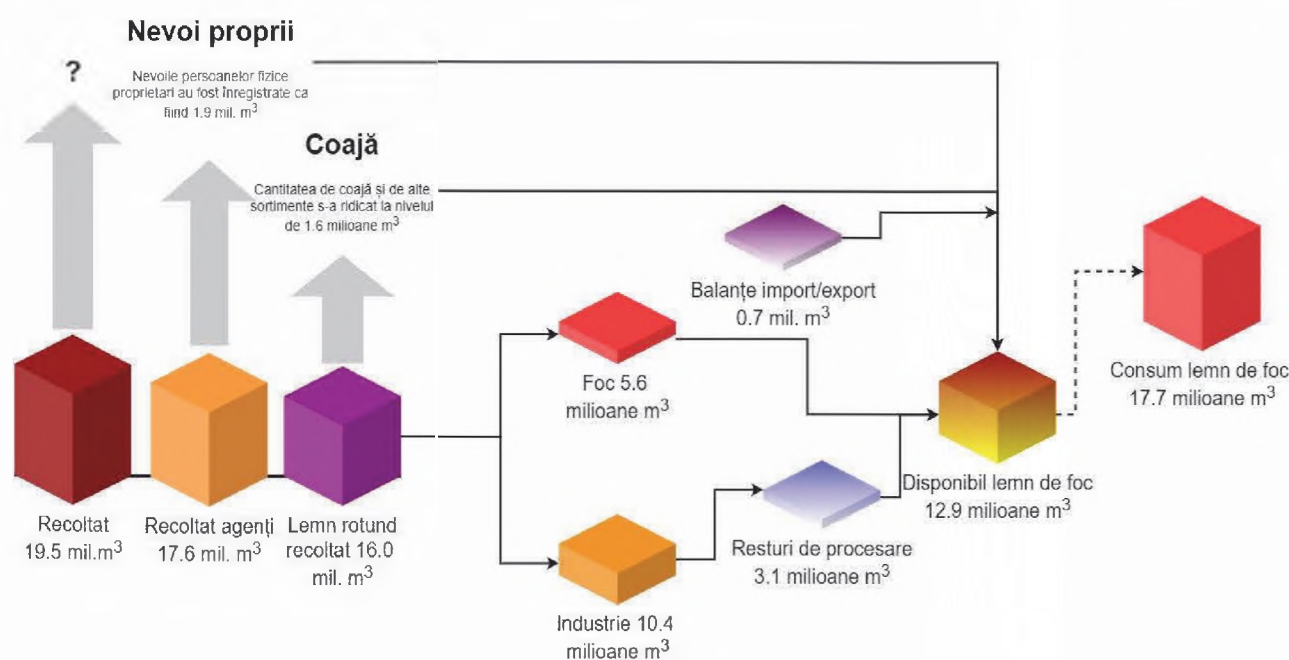 Nevoi proprii
?
Nevoile persoanelor fizice
proprietari au fost înregistrate ca
fiind 1.9 mil. m³
Coajă
Cantitatea de coajă și de alte
sortimente s-a ridicat la nivelul
de 1.6 milioane m³
Balanțe import/export
0.7 mil. m³
Foc 5.6
milioane m³
Consum lemn de foc
17.7 milioane m³
Disponibil lemn de foc
12.9 milioane m³
Recoltat
19.5 mil.m³
Recoltat agenți
17.6 mil. m³
Lemn rotund
recoltat 16.0
mil. m³
Resturi de procesare
3.1 milioane m³
Industrie 10.4
milioane m³